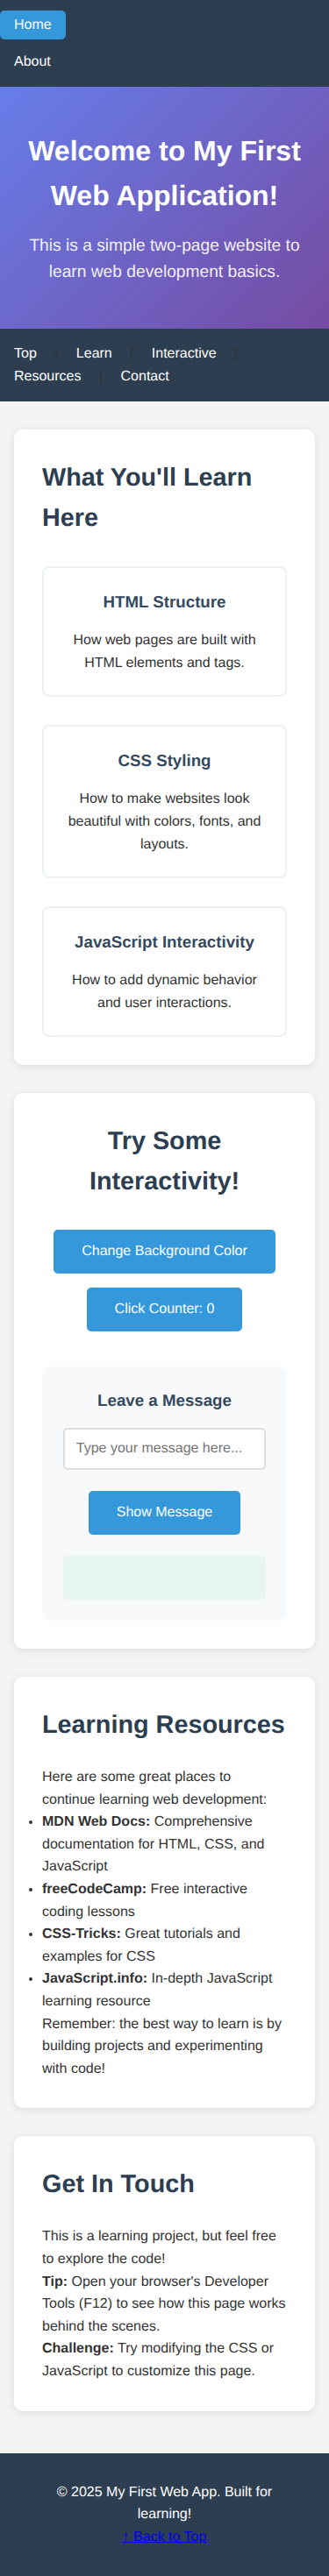 Home
About
Welcome to My First
Web Application!
This is a simple two-page website to
learn web development basics.
Top | Learn | Interactive |
Resources | Contact
What You'll Learn
Here
HTML Structure
How web pages are built with
HTML elements and tags.
CSS Styling
How to make websites look
beautiful with colors, fonts, and
layouts.
JavaScript Interactivity
How to add dynamic behavior
and user interactions.
Try Some
Interactivity!
Change Background Color
Click Counter: 0
Leave a Message
Type your message here...
Show Message
Learning Resources
Here are some great places to
continue learning web development:
• MDN Web Docs: Comprehensive
documentation for HTML, CSS, and
JavaScript
• freeCodeCamp: Free interactive
coding lessons
• CSS-Tricks: Great tutorials and
examples for CSS
• JavaScript.info: In-depth JavaScript
learning resource
Remember: the best way to learn is by
building projects and experimenting
with code!
Get In Touch
This is a learning project, but feel free
to explore the code!
Tip: Open your browser's Developer
Tools (F12) to see how this page works
behind the scenes.
Challenge: Try modifying the CSS or
JavaScript to customize this page.
© 2025 My First Web App. Built for
learning!
↑ Back to Top